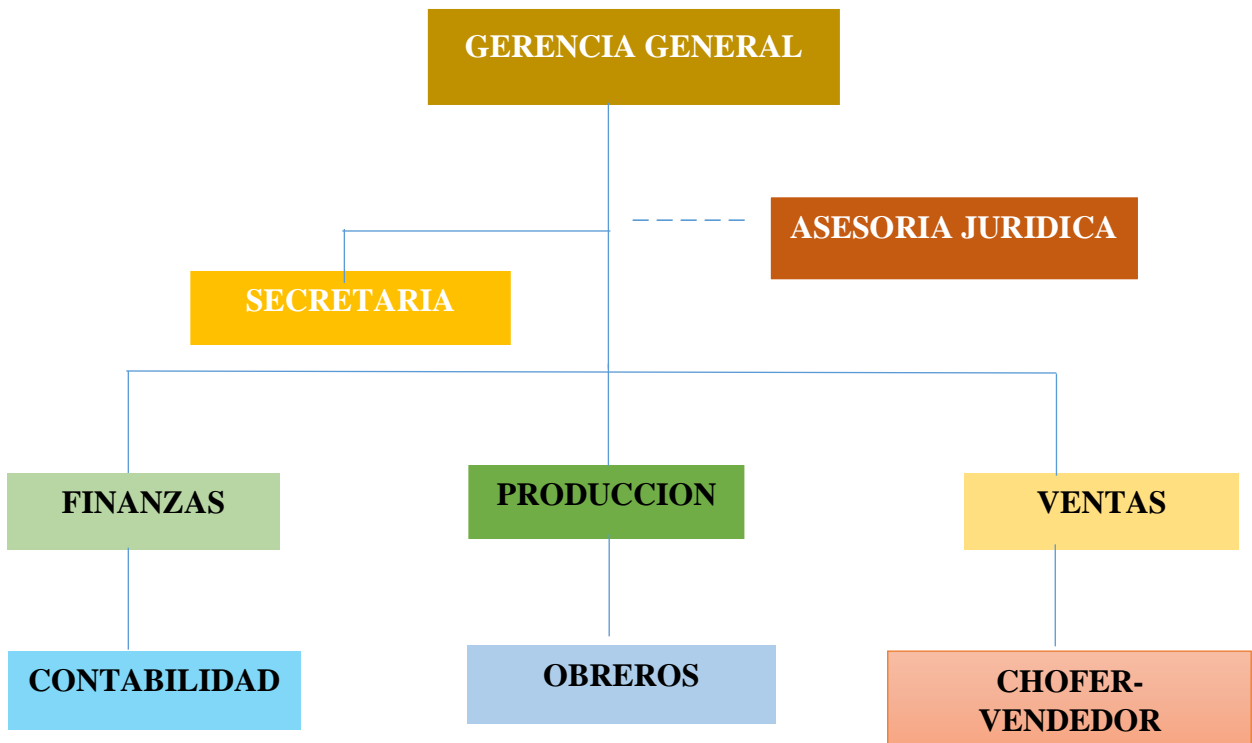 GERENCIA GENERAL
ASESORIA JURIDICA
SECRETARIA
FINANZAS
PRODUCCION
VENTAS
CONTABILIDAD
OBREROS
CHOFER-
VENDEDOR